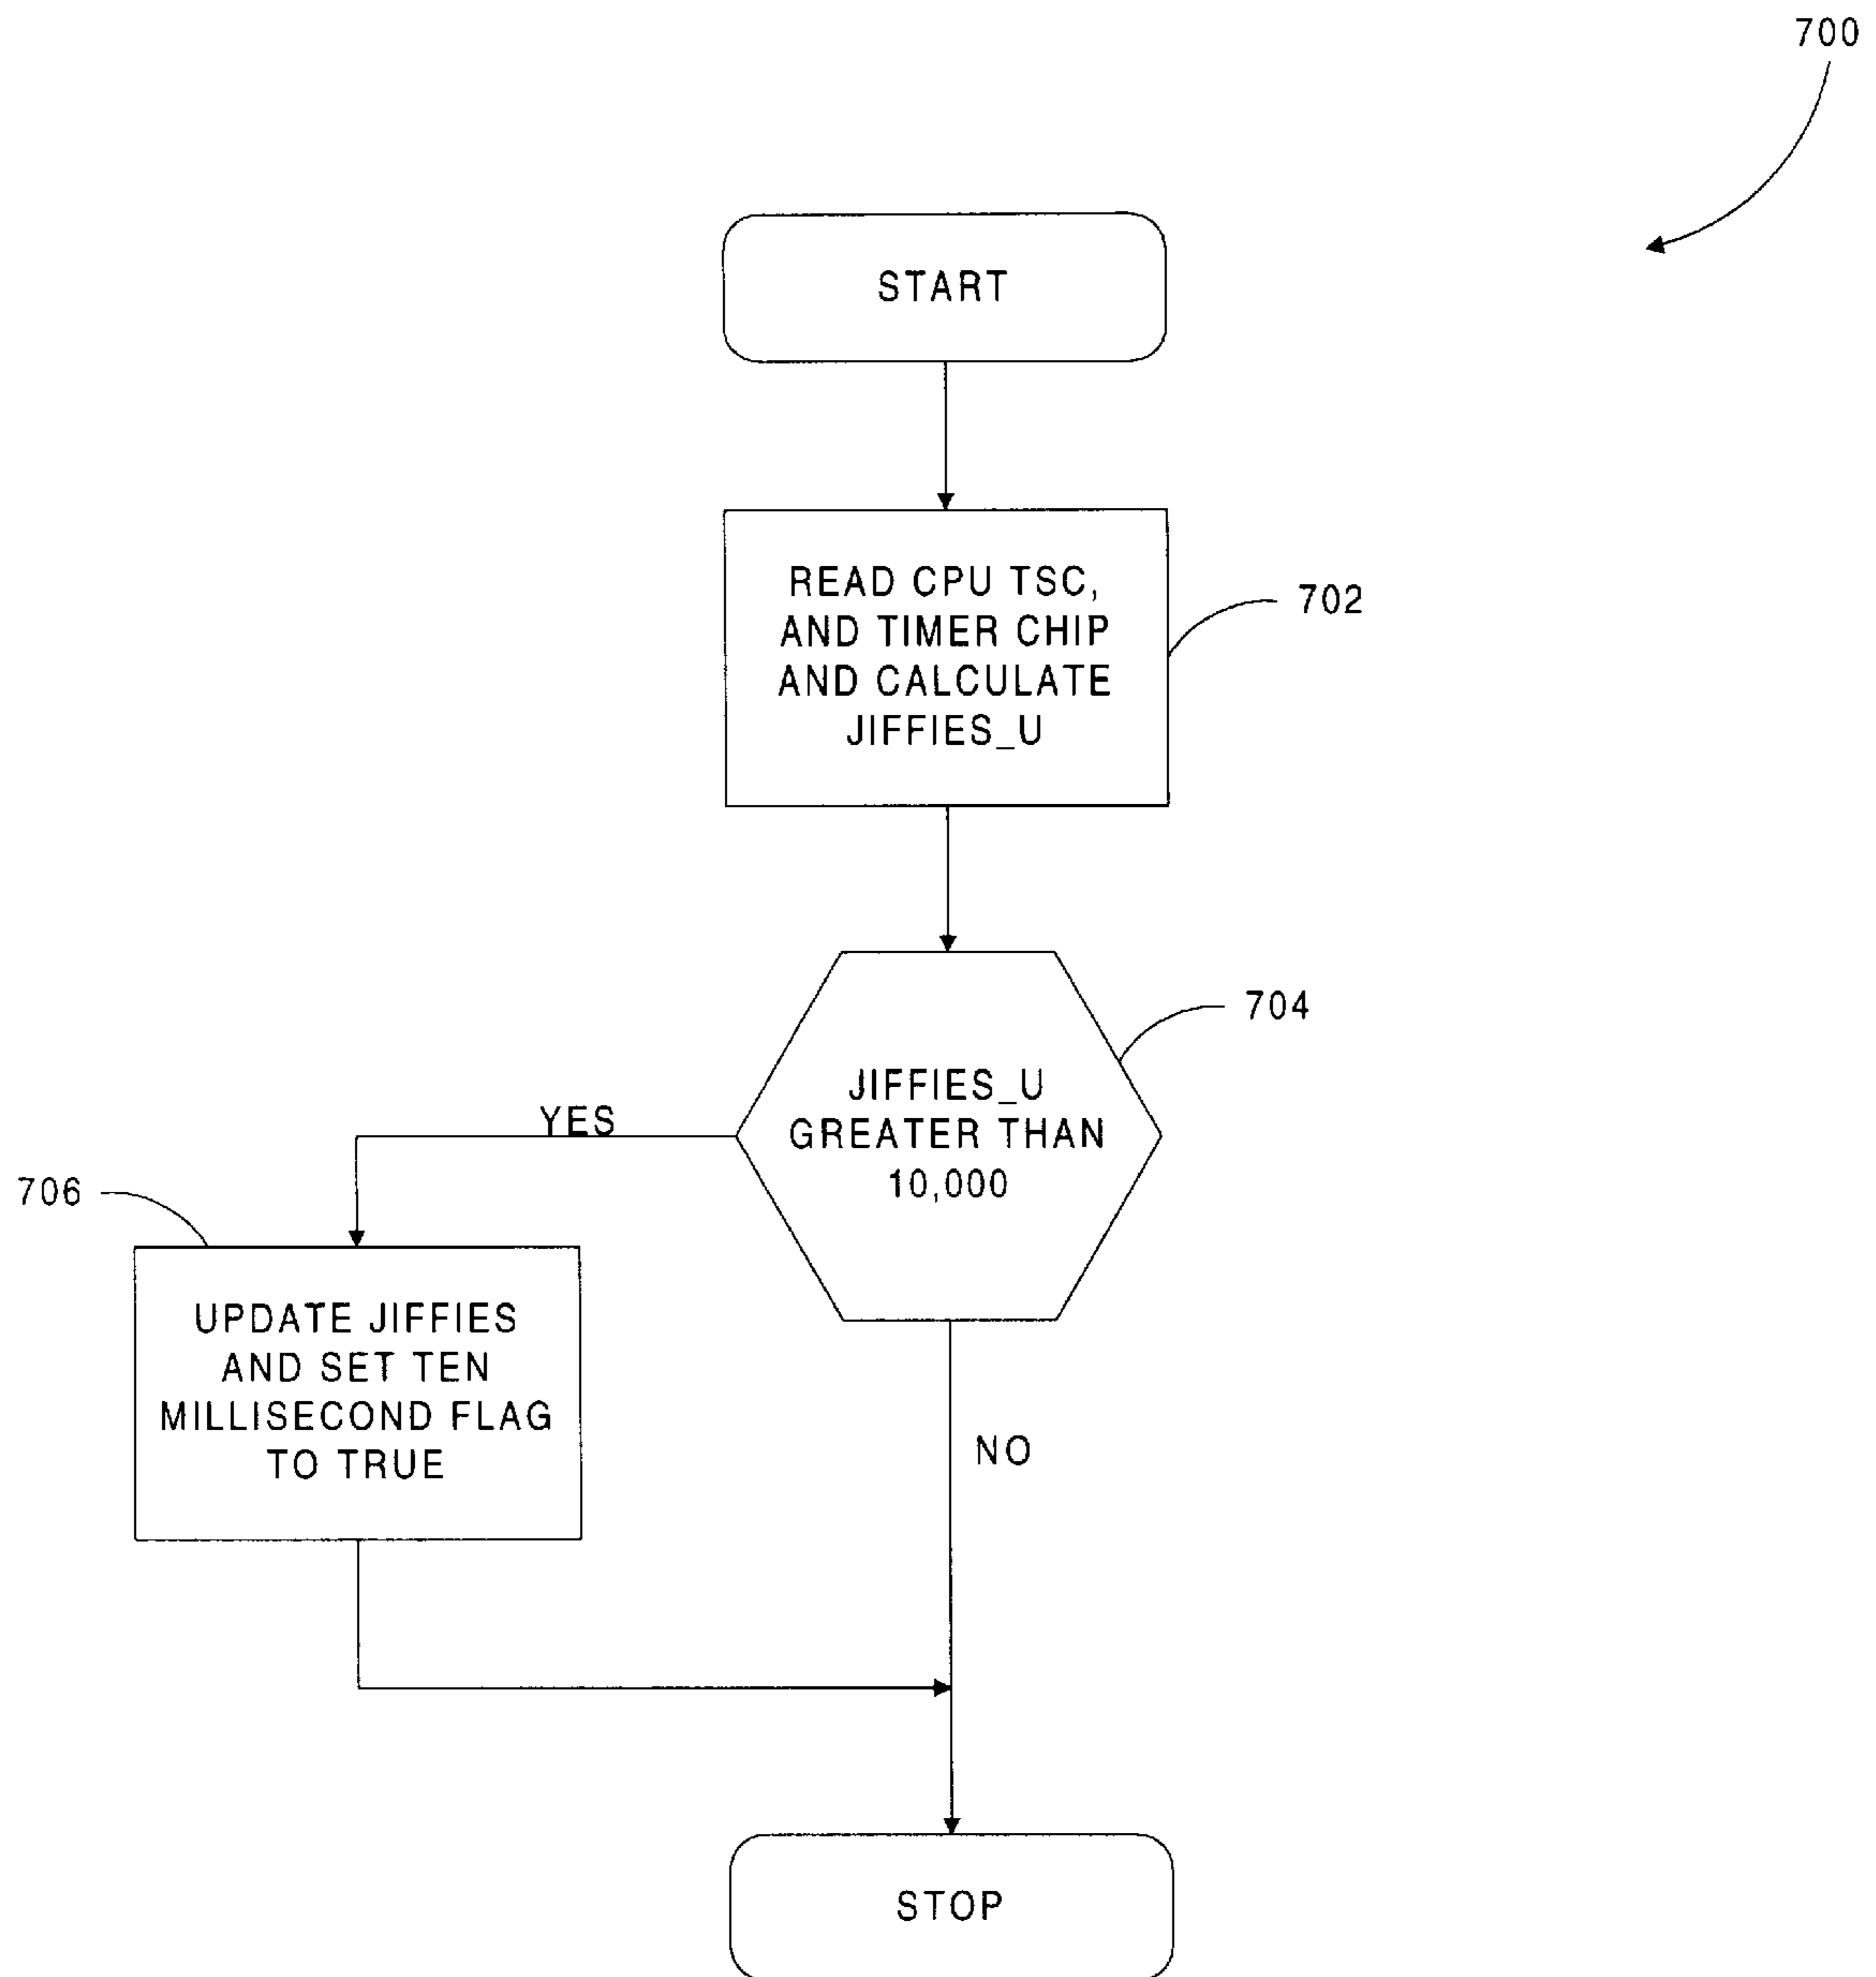 700
START
READ CPU TSC,
AND TIMER CHIP
AND CALCULATE
JIFFIES_U
702
704
JIFFIES_U
GREATER THAN
10,000
YES
706
UPDATE JIFFIES
AND SET TEN
MILLISECOND FLAG
TO TRUE
NO
STOP